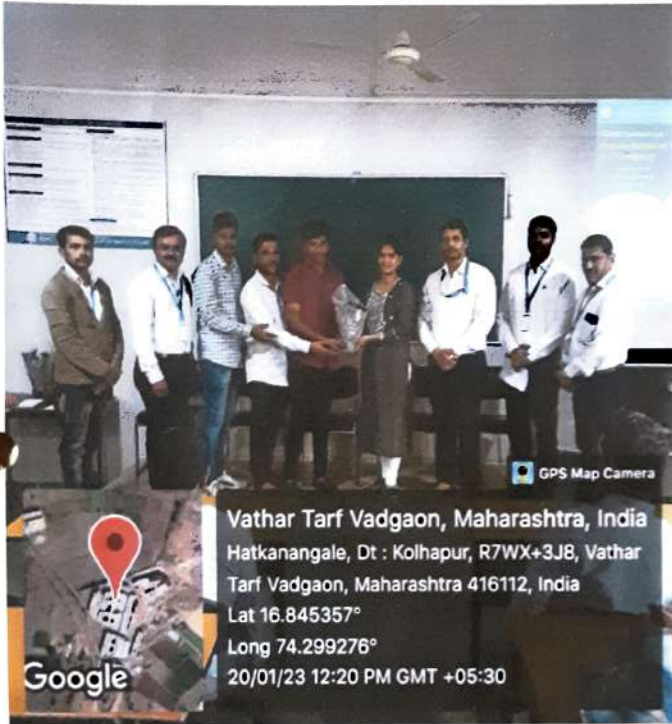 GPS Map Camera
Vathar Tarf Vadgaon, Maharashtra, India
Hatkanangale, Dt : Kolhapur, R7WX+3J8, Vathar
Tarf Vadgaon, Maharashtra 416112, India
Lat 16.845357°
Long 74.299276°
20/01/23 12:20 PM GMT +05:30
Google